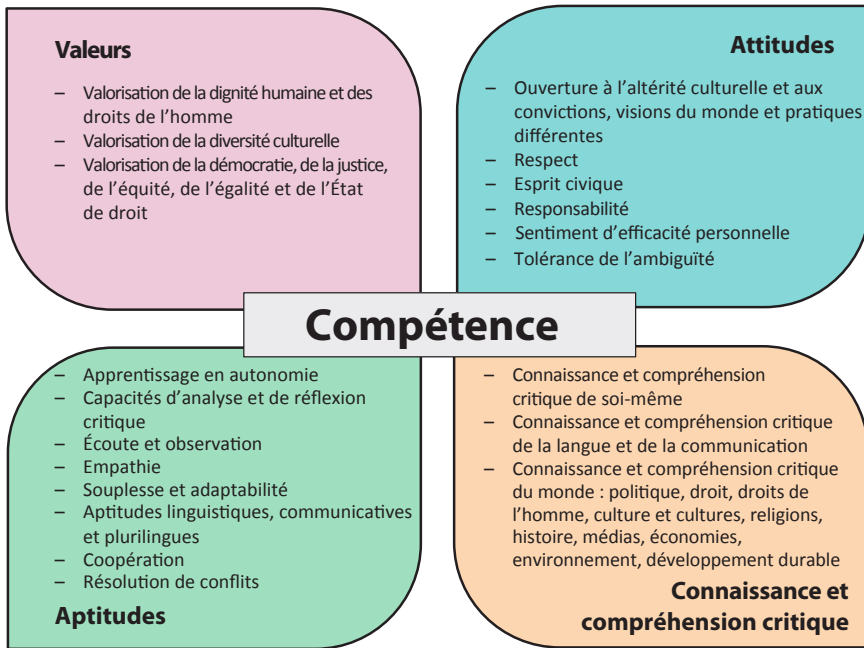 Valeurs
– Valorisation de la dignité humaine et des
droits de l’homme
– Valorisation de la diversité culturelle
– Valorisation de la démocratie, de la justice,
de l’équité, de l’égalité et de l’État
de droit
Attitudes
– Ouverture à l’altérité culturelle et aux
convictions, visions du monde et pratiques
différentes
– Respect
– Esprit civique
– Responsabilité
– Sentiment d’efficacité personnelle
– Tolérance de l’ambiguïté
Compétence
– Apprentissage en autonomie
– Capacités d’analyse et de réflexion
critique
– Écoute et observation
– Empathie
– Souplesse et adaptabilité
– Aptitudes linguistiques, communicatives
et plurilingues
– Coopération
– Résolution de conflits
Aptitudes
– Connaissance et compréhension
critique de soi-même
– Connaissance et compréhension critique
de la langue et de la communication
– Connaissance et compréhension critique
du monde : politique, droit, droits de
l’homme, culture et cultures, religions,
histoire, médias, économies,
environnement, développement durable
Connaissance et
compréhension critique